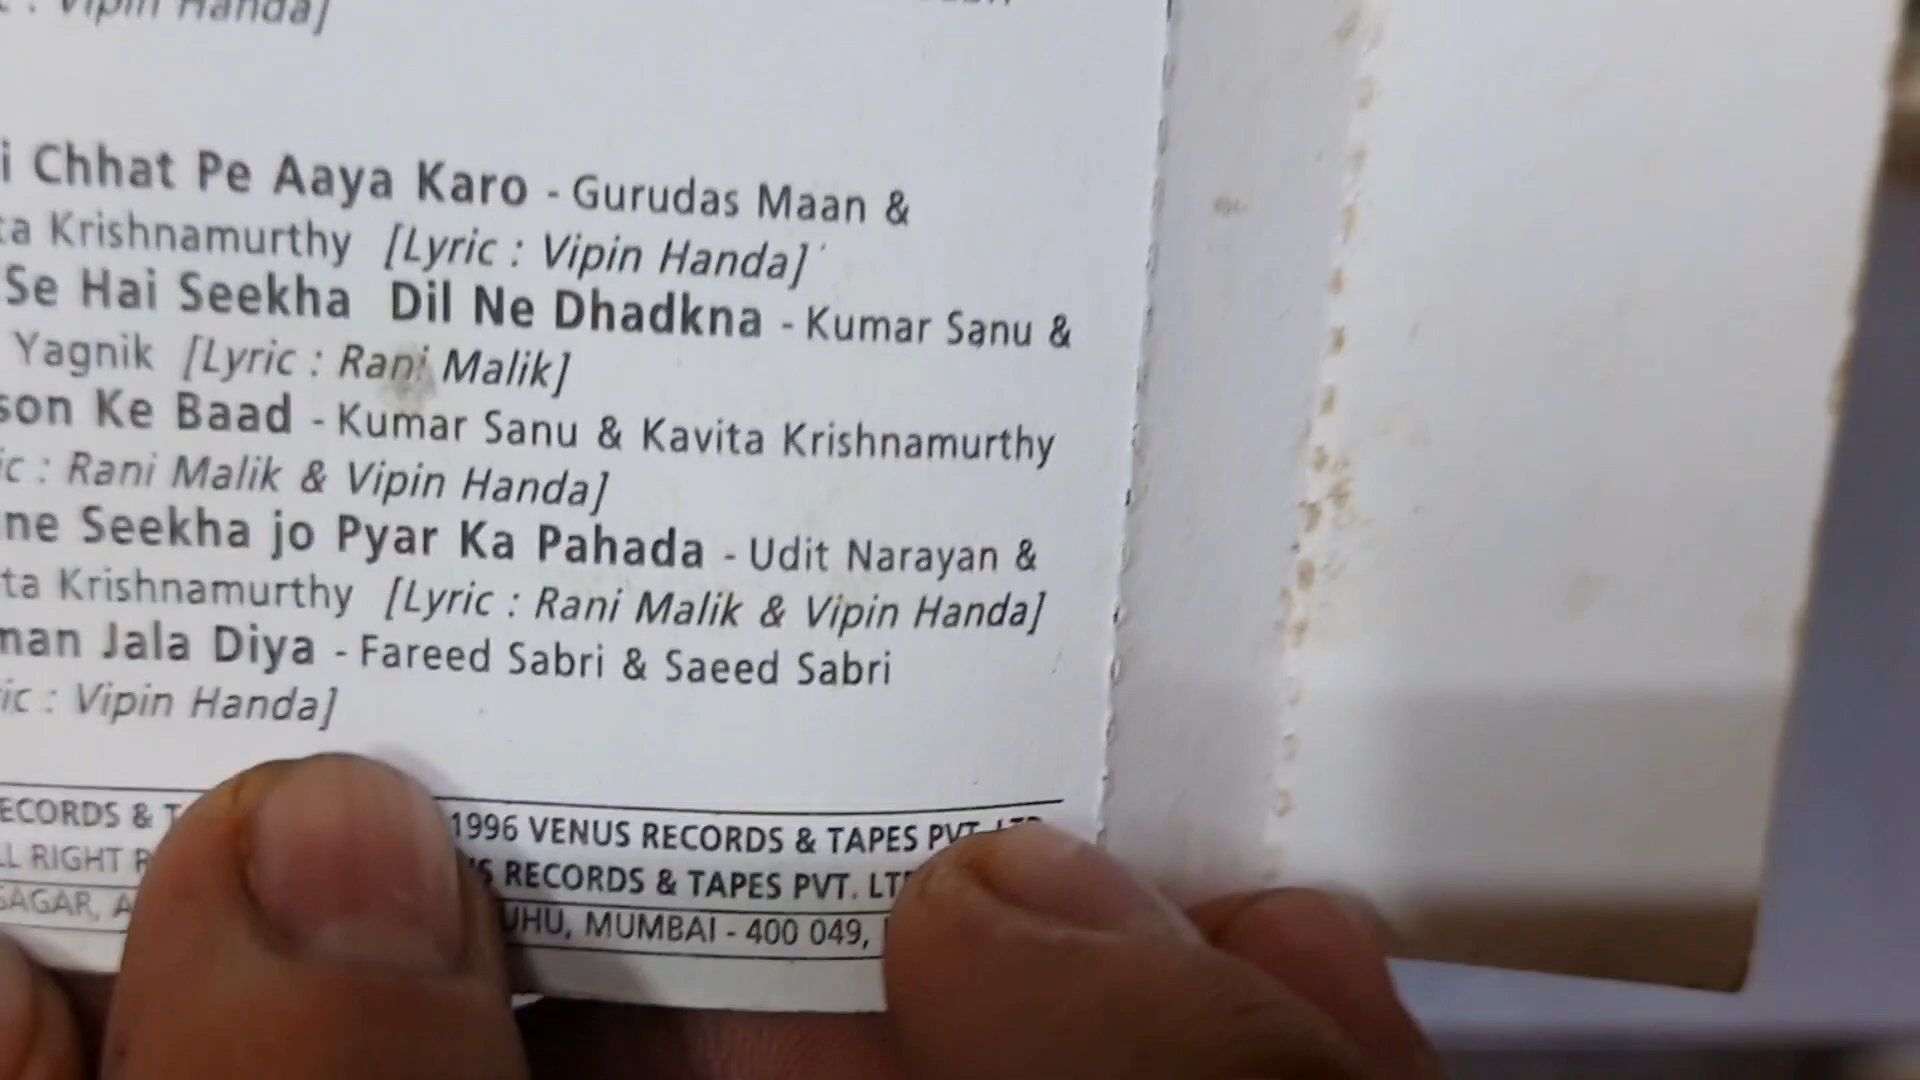 : Vipin Handa]
i Chhat Pe Aaya Karo - Gurudas Maan &
ta Krishnamurthy [Lyric : Vipin Handa]
Se Hai Seekha Dil Ne Dhadkna - Kumar Sanu &
Yagnik [Lyric : Rani Malik]
son Ke Baad - Kumar Sanu & Kavita Krishnamurthy
ic : Rani Malik & Vipin Handa]
ne Seekha jo Pyar Ka Pahada - Udit Narayan &
ta Krishnamurthy [Lyric : Rani Malik & Vipin Handa]
man Jala Diya - Fareed Sabri & Saeed Sabri
ic : Vipin Handa]
ECORDS & T 1996 VENUS RECORDS & TAPES PVT. LTD.
LL RIGHT R S RECORDS & TAPES PVT. LT
SAGAR, A UHU, MUMBAI - 400 049,